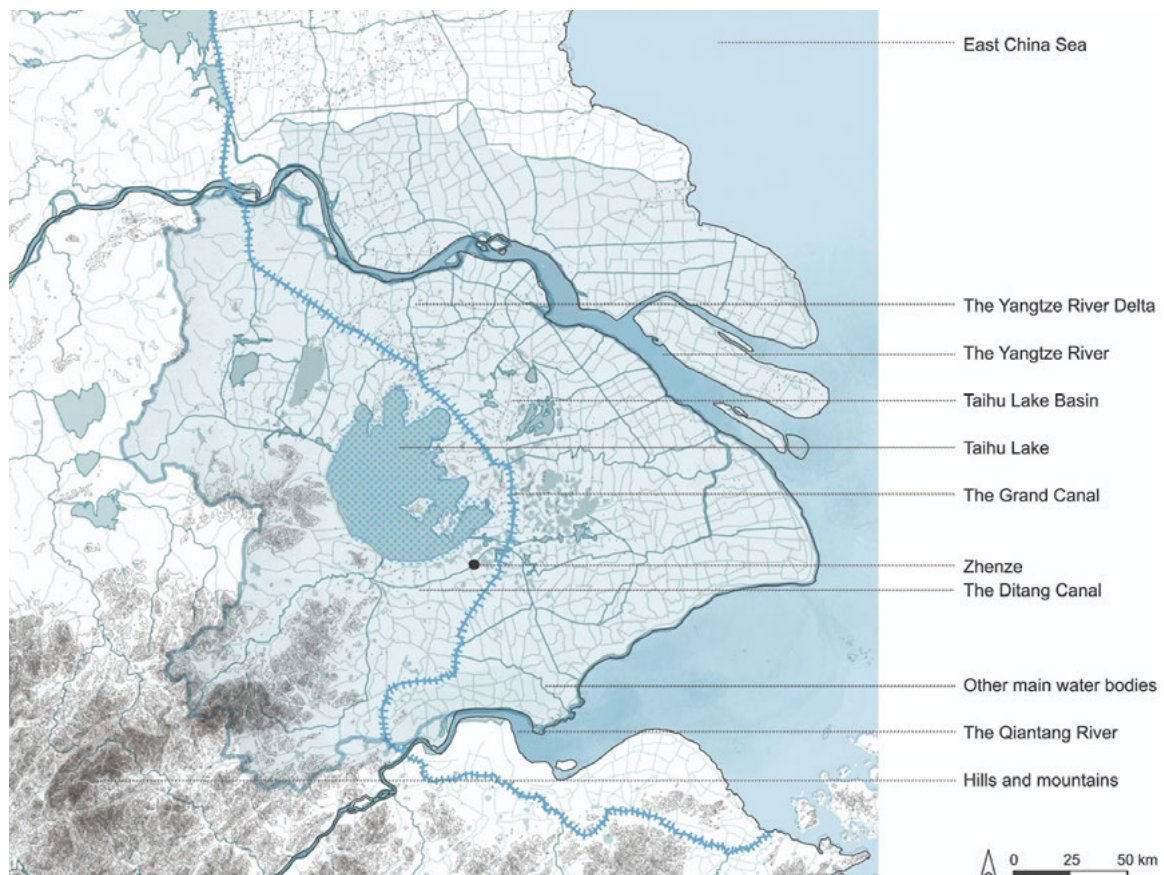 East China Sea
The Yangtze River Delta
The Yangtze River
Taihu Lake Basin
Taihu Lake
The Grand Canal
Zhenze
The Ditang Canal
Other main water bodies
The Qiantang River
Hills and mountains
0 25 50 km